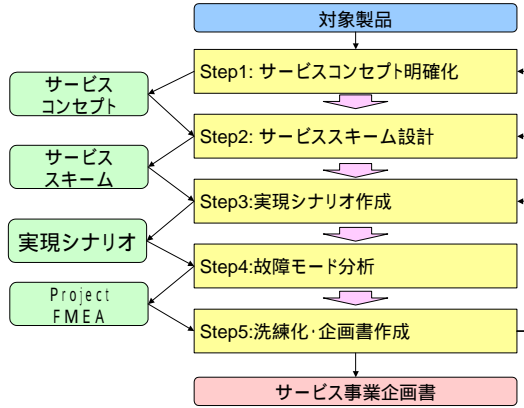 対象製品
Step1: サービスコンセプト明確化
サービス
コンセプト
Step2: サービススキーム設計
サービス
スキーム
Step3:実現シナリオ作成
実現シナリオ
Step4:故障モード分析
Project
FMEA
Step5:洗練化・企画書作成
サービス事業企画書